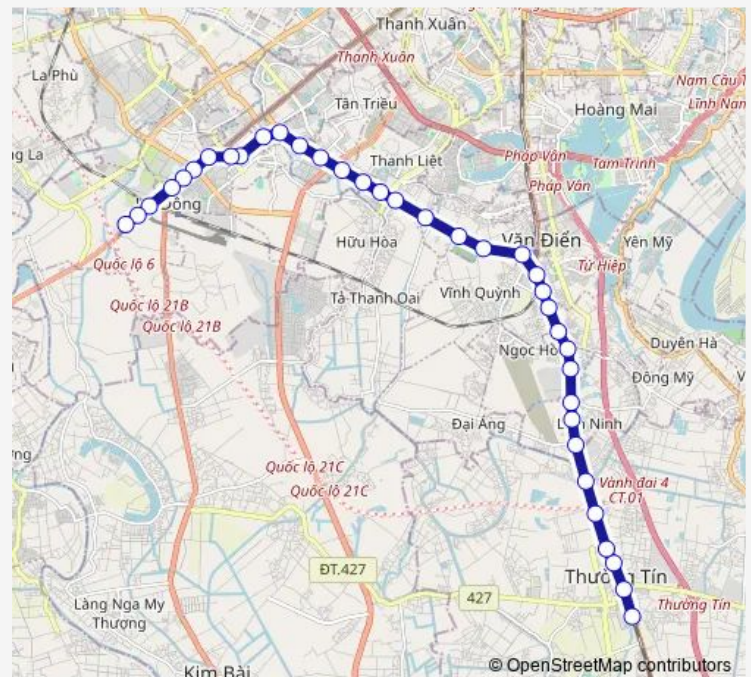 Thanh Xuân
La Phù
Thanh Xuân
Tân Triều
Nam Cầu T
Hoàng Mai
Lĩnh Nam
ng La
Thanh Liệt
Pháp Vân
Tam Trinh
Pháp Vân
Đông
Hữu Hòa
Văn Điển
Yên Mỹ
Quốc lộ 6
Từ Hiệp
Tả Thanh Oai
Vĩnh Quỳnh
Quốc lộ 21B
Quốc lộ 21B
Duyên Hà
V
Ngọc Hồ
Đông Mỹ
Đại Áng
Ninh
ơng
Quốc lộ 21C
Vành đai 4
CT.01
Quốc lộ 21C
ĐT.427
Thường Tín
427
Thường Tín
Làng Nga My
Thượng
Kim Bài
© OpenStreetMap contributors